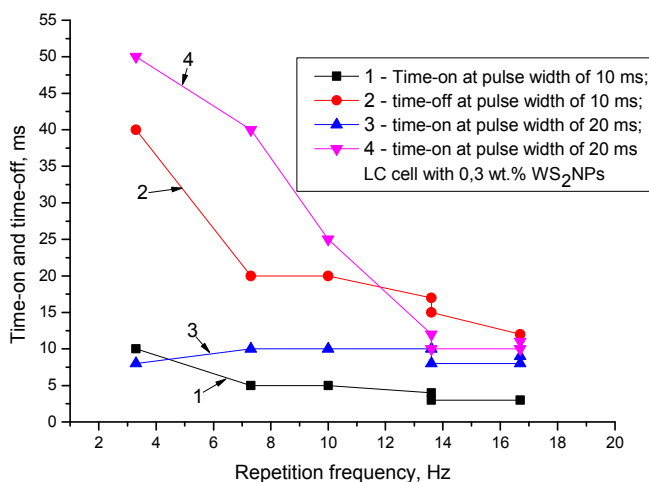 55
50
45
40
35
30
25
20
15
10
5
0
Time-on and time-off, ms
4
2
3
1
1 - Time-on at pulse width of 10 ms;
2 - time-off at pulse width of 10 ms;
3 - time-on at pulse width of 20 ms;
4 - time-on at pulse width of 20 ms
LC cell with 0,3 wt.% WS2NPs
2 4 6 8 10 12 14 16 18 20
Repetition frequency, Hz